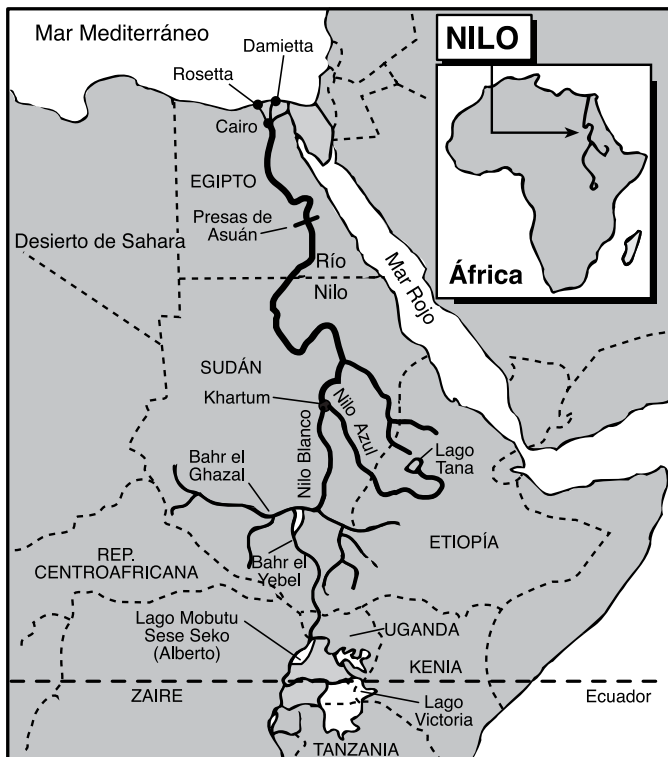 Mar Mediterráneo
Damietta
Rosetta
Cairo
NILO
África
EGIPTO
Presas de
Asuán
Desierto de Sahara
Río
Nilo
Mar Rojo
SUDÁN
Khartum
Nilo Azul
Nilo Blanco
Lago
Tana
Bahr el
Ghazal
ETIOPÍA
REP.
CENTROAFRICANA
Bahr el
Yebel
Lago Mobutu
Sese Seko
(Alberto)
UGANDA
KENIA
ZAIRE
Ecuador
Lago
Victoria
TANZANIA